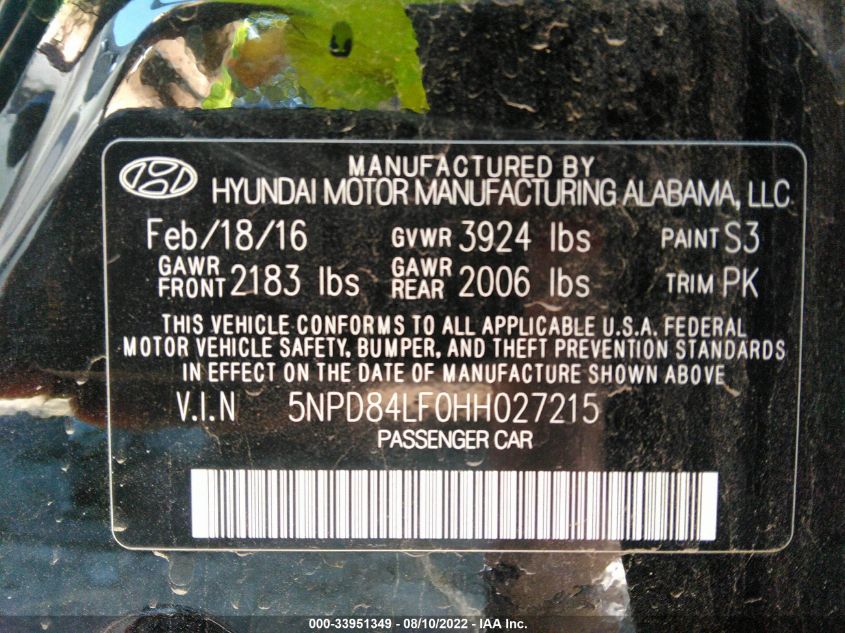 MANUFACTURED BY
HYUNDAI MOTOR MANUFACTURING ALABAMA, LLC
Feb/18/16 GVWR 3924 lbs PAINT S3
GAWR FRONT 2183 lbs GAWR REAR 2006 lbs TRIM PK
THIS VEHICLE CONFORMS TO ALL APPLICABLE U.S.A. FEDERAL
MOTOR VEHICLE SAFETY, BUMPER, AND THEFT PREVENTION STANDARDS
IN EFFECT ON THE DATE OF MANUFACTURE SHOWN ABOVE
V.I.N 5NPD84LF0HH027215
PASSENGER CAR
000-33951349 - 08/10/2022 - IAA Inc.